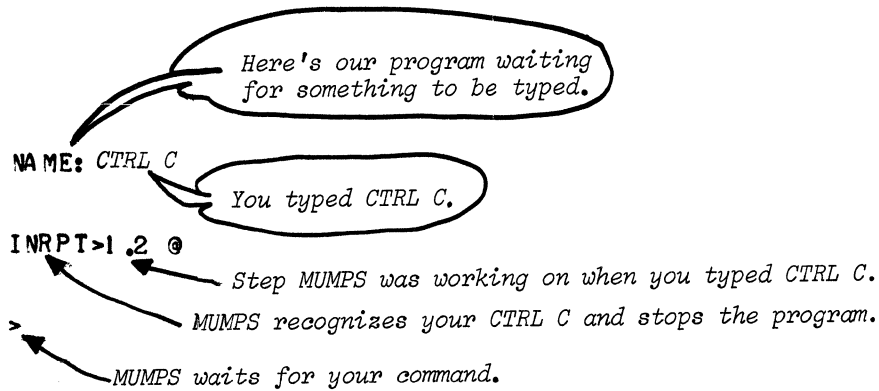 Here's our program waiting
for something to be typed.
NAME: CTRL C
You typed CTRL C.
INRPT>1.2 @
Step MUMPS was working on when you typed CTRL C.
MUMPS recognizes your CTRL C and stops the program.
>
MUMPS waits for your command.